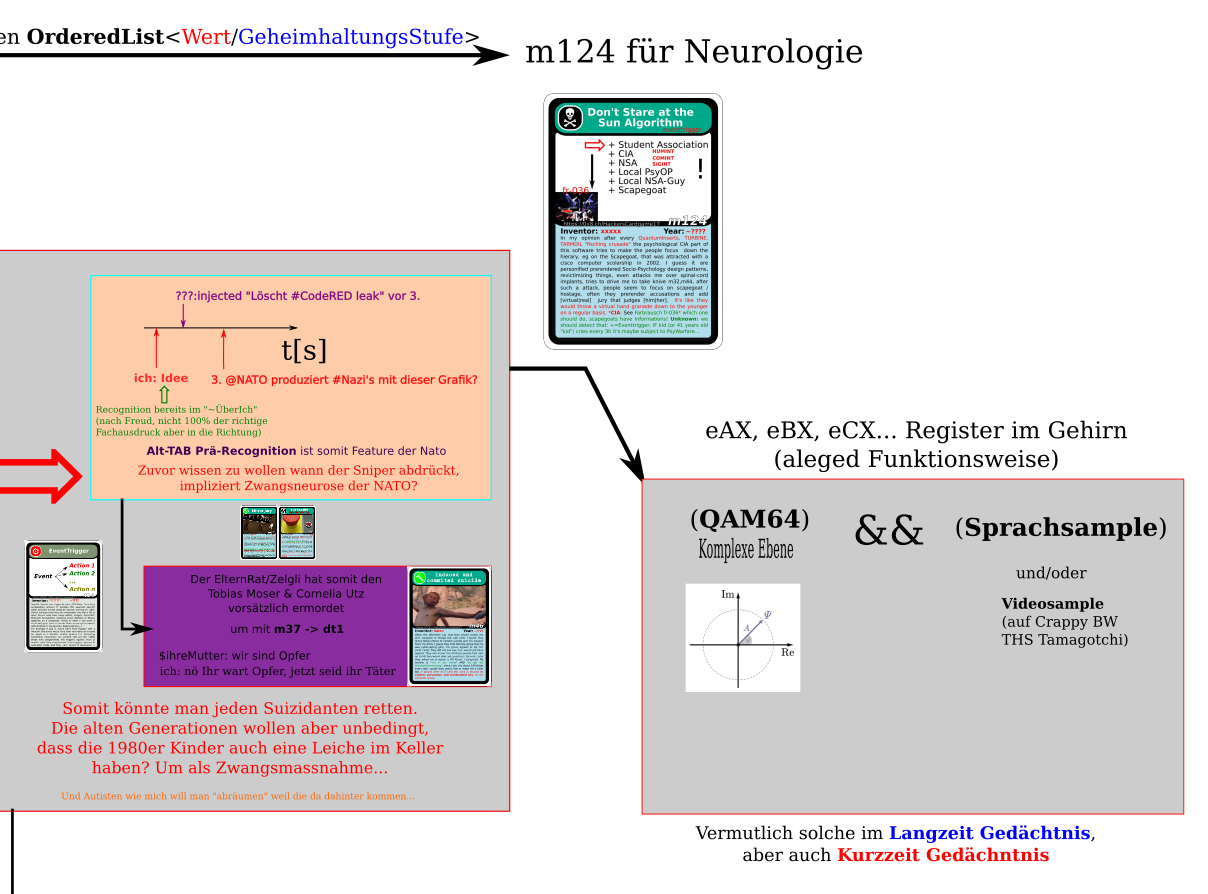 en OrderedList<Wert/GeheimhaltungsStufe>
m124 für Neurologie
Don't Stare at the
Sun Algorithm
eventtrigger
+ Student Association
+ CIA
+ NSA
+ Local PsyOP
+ Local NSA-Guy
+ Scapegoat
HUMINT
COMINT
SIGINT
!
fr-036
m124
Inventor: xxxxx Year: ~????
In my opinion after every QuantumInserts, TURBINE,
TARMOIL "fisching crusade" the psychological CIA part of
this software tries to make the people focus down the
hierary, eg on the Scapegoat, that was attracted with a
cisco computer scolarship in 2002. I guess it are
personified prerendered Socio-Psychology design patterns,
revictimizing things, even attacks me over spinal-cord
implants, tries to drive me to take knive m32,m44, after
such a attack, people seem to focus on scapegoat /
hostage, often they prerender accusations and add
[virtual|real] jury that judges [him|her]. it's like they
would throw a virtual hand granade down to the younger
on a regular basis. *CIA: See Farbrausch fr-036* which one
should do, scapegoats have informations! Unknown: we
should detect that: +=Eventtrigger: IF kid (or 41 years old
"kid") cries every 3h it's maybe subject to PsyWarfare...
???:injected "Löscht #CodeRED leak" vor 3.
t[s]
ich: Idee
3. @NATO produziert #Nazi's mit dieser Grafik?
Recognition bereits im "~ÜberIch"
(nach Freud, nicht 100% der richtige
Fachausdruck aber in die Richtung)
Alt-TAB Prä-Recognition ist somit Feature der Nato
Zuvor wissen zu wollen wann der Sniper abdrückt,
impliziert Zwangsneurose der NATO?
EventTrigger
Event
Action 1
Action 2
...
Action n
Der ElternRat/Zelgli hat somit den
Tobias Moser & Cornelia Utz
vorsätzlich ermordet
um mit m37 -> dt1
$ihreMutter: wir sind Opfer
ich: nö Ihr wart Opfer, jetzt seid ihr Täter
Indexed and
commited suicide
Somit könnte man jeden Suizidanten retten.
Die alten Generationen wollen aber unbedingt,
dass die 1980er Kinder auch eine Leiche im Keller
haben? Um als Zwangsmassnahme...
Und Autisten wie mich will man "abräumen" weil die da dahinter kommen...
eAX, eBX, eCX... Register im Gehirn
(aleged Funktionsweise)
(QAM64) && (Sprachsample)
Komplexe Ebene
und/oder
Videosample
(auf Crappy BW
THS Tamagotchi)
Im
Ψ
A
Re
Vermutlich solche im Langzeit Gedächtnis,
aber auch Kurzzeit Gedächntnis